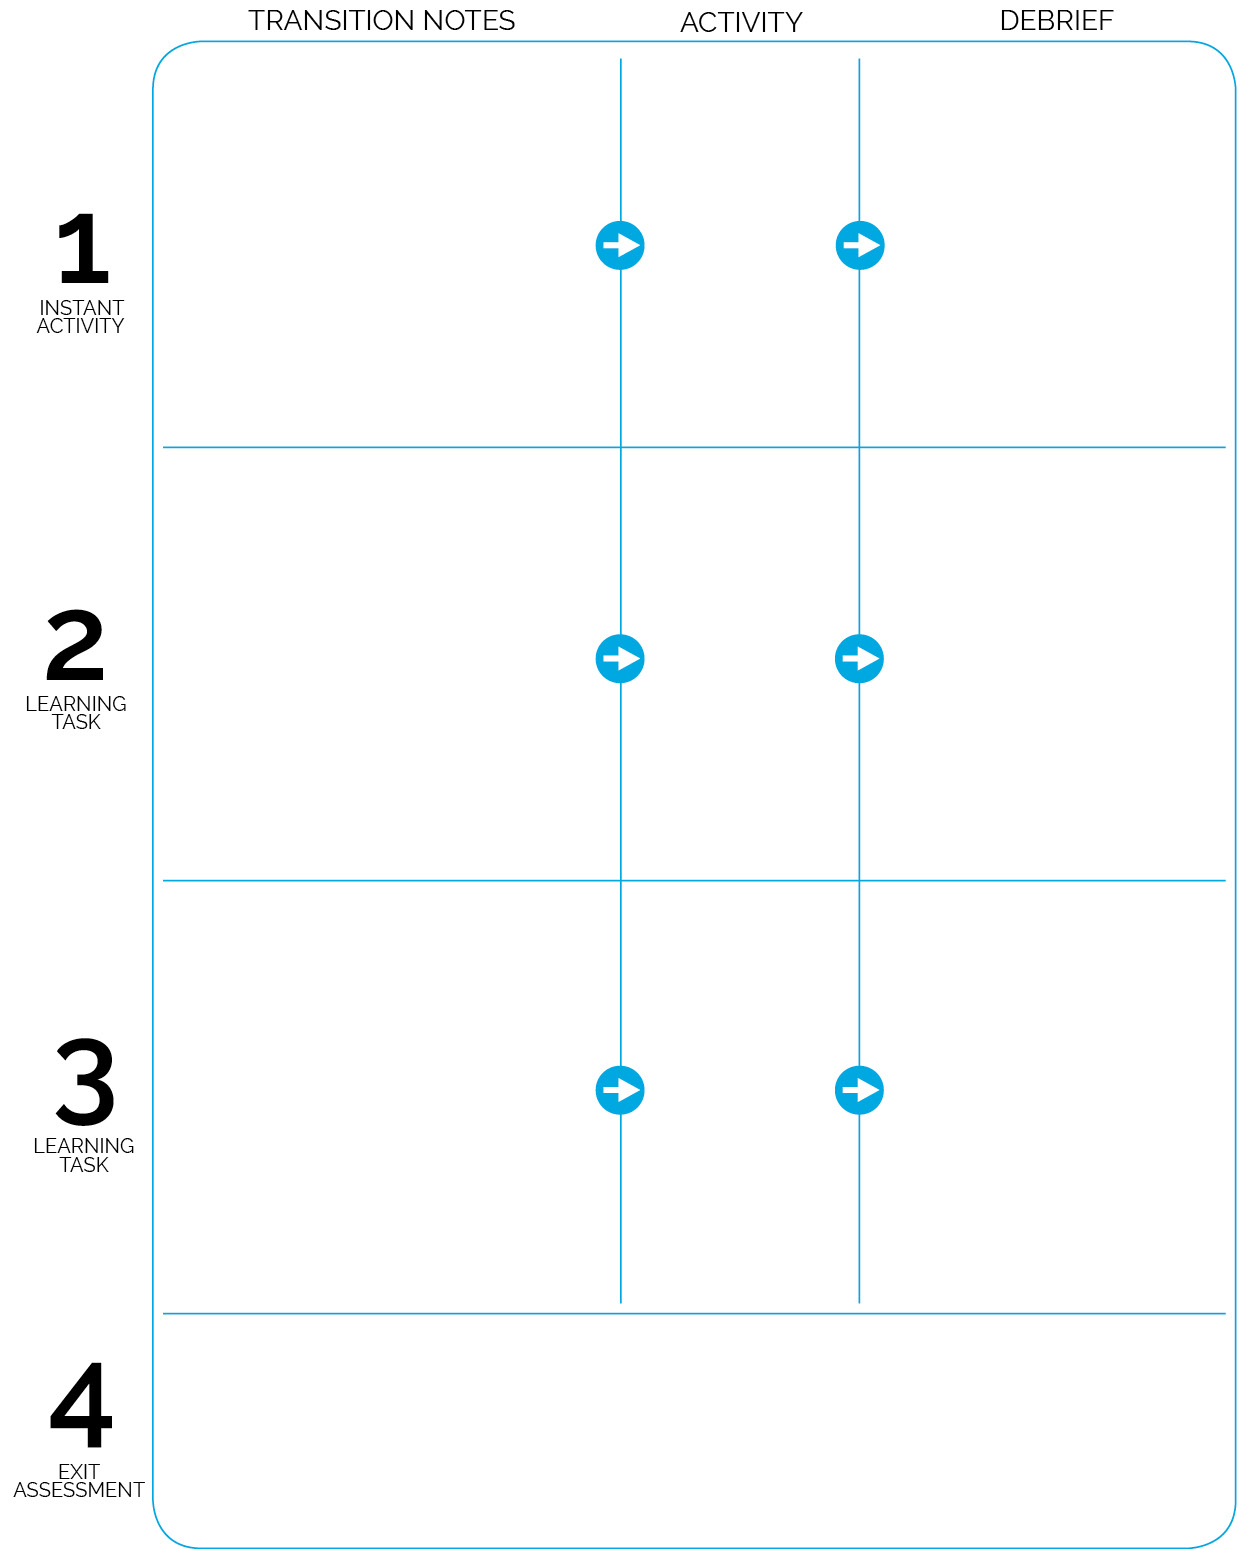 TRANSITION NOTES
ACTIVITY
DEBRIEF
1
INSTANT
ACTIVITY
2
LEARNING
TASK
3
LEARNING
TASK
4
EXIT
ASSESSMENT